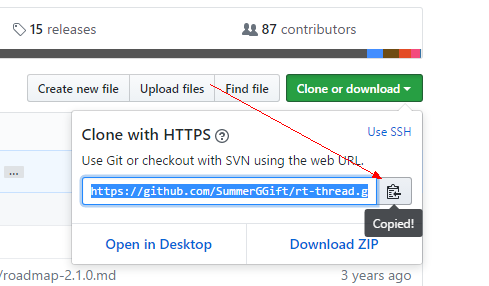 15 releases
87 contributors
Create new file
Upload files
Find file
Clone or download
Clone with HTTPS
Use SSH
Use Git or checkout with SVN using the web URL.
https://github.com/SummerGGift/rt-thread.g
Copied!
Open in Desktop
Download ZIP
/roadmap-2.1.0.md
3 years ago